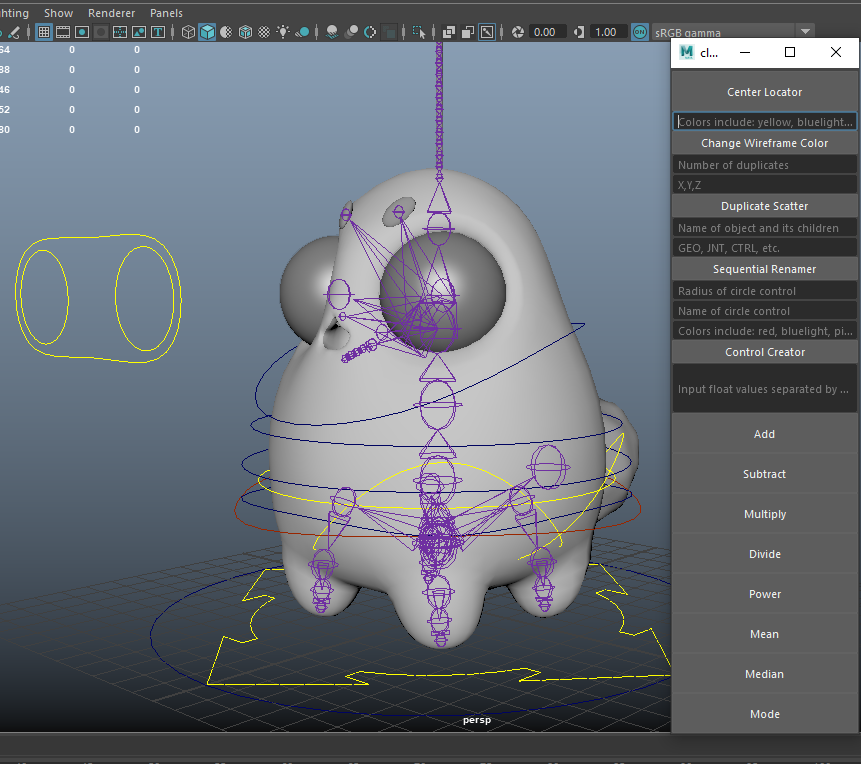 ghting Show Renderer Panels
0.00 1.00 ON sRGB gamma
64 0 0
88 0 0
46 0 0
52 0 0
80 0 0
M cl...
Center Locator
Colors include: yellow, bluelight...
Change Wireframe Color
Number of duplicates
X,Y,Z
Duplicate Scatter
Name of object and its children
GEO, JNT, CTRL, etc.
Sequential Renamer
Radius of circle control
Name of circle control
Colors include: red, bluelight, pi...
Control Creator
Input float values separated by ...
Add
Subtract
Multiply
Divide
Power
Mean
Median
Mode
persp